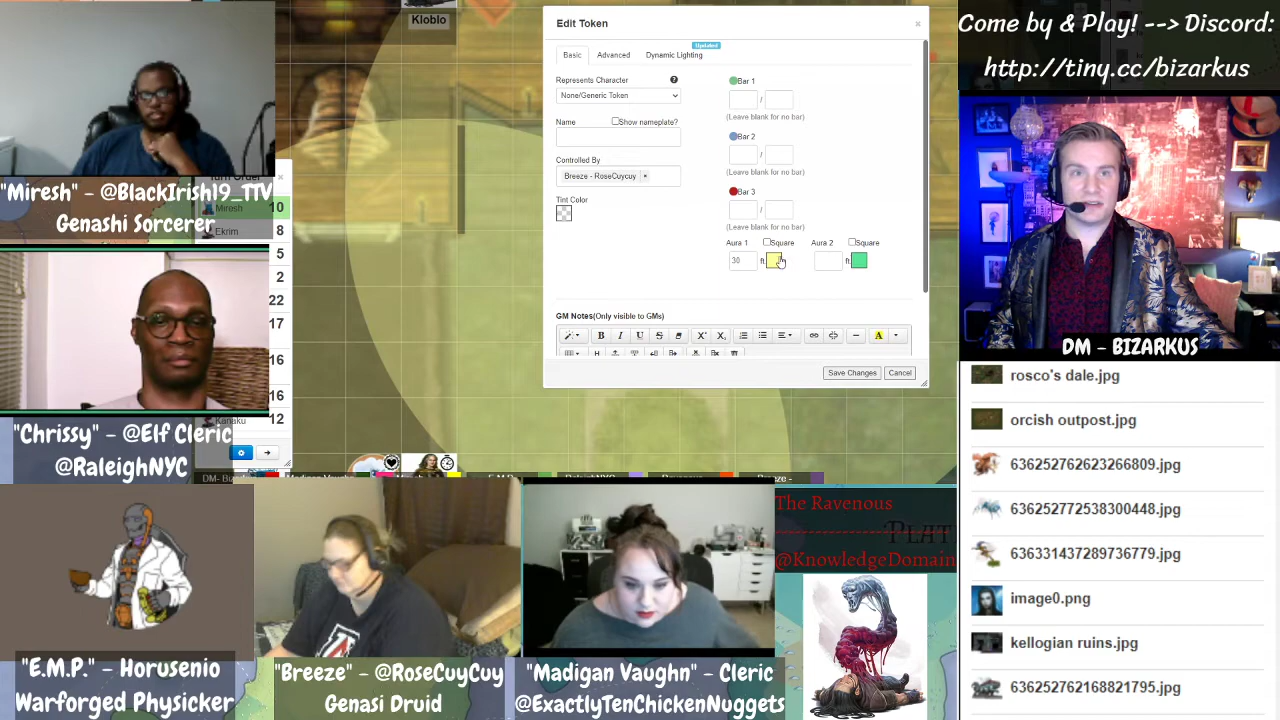 Kloblo
Edit Token
×
Updated
Basic
Advanced
Dynamic Lighting
Represents Character
None/Generic Token
Name
Show nameplate?
Controlled By
Breeze - RoseCuycuy ×
Tint Color
Bar 1
/
(Leave blank for no bar)
Bar 2
/
(Leave blank for no bar)
Bar 3
/
(Leave blank for no bar)
Aura 1
Square
Aura 2
Square
30 ft.
ft.
GM Notes(Only visible to GMs)
B I U S
Save Changes
Cancel
Come by & Play! --> Discord:
http://tiny.cc/bizarkus
DM - BIZARKUS
rosco's dale.jpg
orcish outpost.jpg
636252762623266809.jpg
636252772538300448.jpg
636331437289736779.jpg
image0.png
kellogian ruins.jpg
636252762168821795.jpg
Turn Order
"Miresh" - @BlackIrish19_TTV
Genashi Sorcerer
Miresh 10
Ekrim 8
5
2
22
17
16
16
Kanaku 12
"Chrissy" - @Elf Cleric
@RaleighNYC
"E.M.P." - Horusenio
Warforged Physicker
"Breeze" - @RoseCuyCuy
Genasi Druid
"Madigan Vaughn" - Cleric
@ExactlyTenChickenNuggets
The Ravenous
@KnowledgeDomain